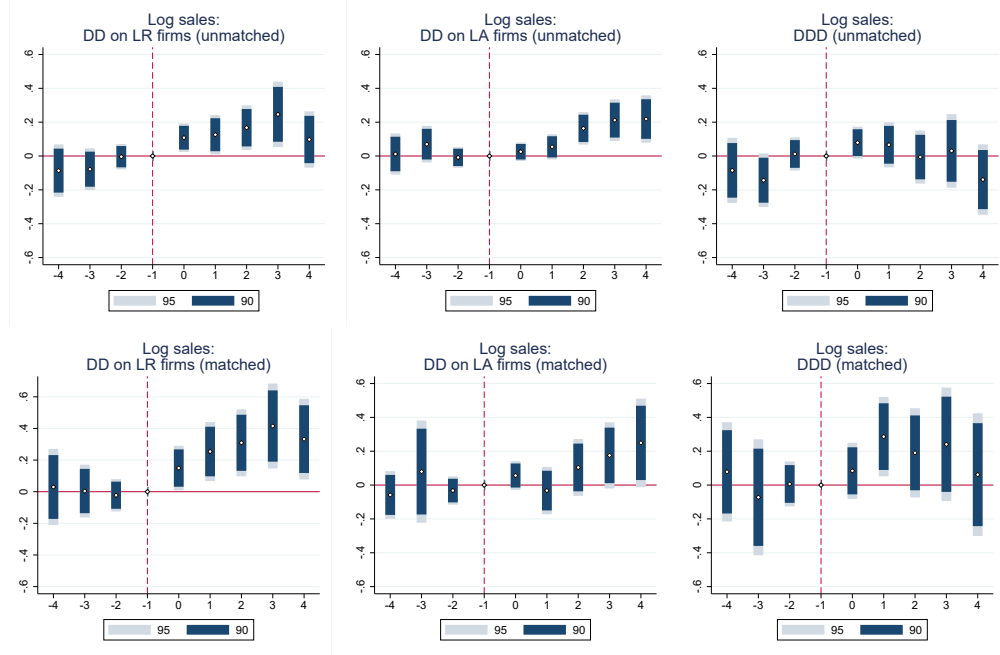 Log sales:
DD on LR firms (unmatched)
.6
.4
.2
0
-.2
-.4
-.6
-4 -3 -2 -1 0 1 2 3 4
95 90
Log sales:
DD on LA firms (unmatched)
.6
.4
.2
0
-.2
-.4
-.6
-4 -3 -2 -1 0 1 2 3 4
95 90
Log sales:
DDD (unmatched)
.6
.4
.2
0
-.2
-.4
-.6
-4 -3 -2 -1 0 1 2 3 4
95 90
Log sales:
DD on LR firms (matched)
.6
.4
.2
0
-.2
-.4
-.6
-4 -3 -2 -1 0 1 2 3 4
95 90
Log sales:
DD on LA firms (matched)
.6
.4
.2
0
-.2
-.4
-.6
-4 -3 -2 -1 0 1 2 3 4
95 90
Log sales:
DDD (matched)
.6
.4
.2
0
-.2
-.4
-.6
-4 -3 -2 -1 0 1 2 3 4
95 90